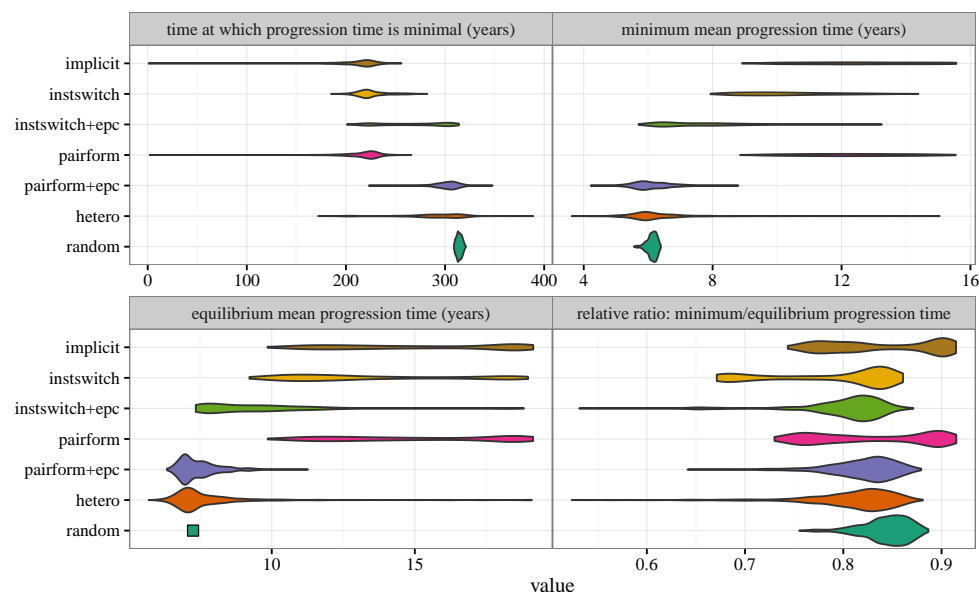 time at which progression time is minimal (years)
minimum mean progression time (years)
implicit
instswitch
instswitch+epc
pairform
pairform+epc
hetero
random
0 100 200 300 400 4 8 12 16
equilibrium mean progression time (years)
relative ratio: minimum/equilibrium progression time
implicit
instswitch
instswitch+epc
pairform
pairform+epc
hetero
random
10 15 0.6 0.7 0.8 0.9
value